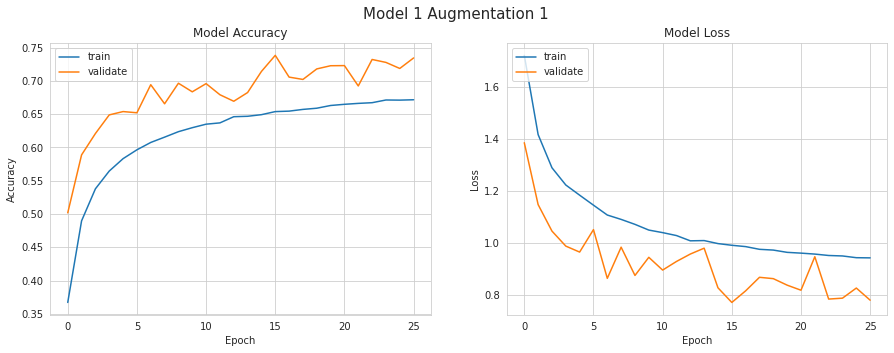 Model 1 Augmentation 1
Model Accuracy
train
validate
0.75
0.70
0.65
0.60
0.55
0.50
0.45
0.40
0.35
Accuracy
0 5 10 15 20 25
Epoch
Model Loss
train
validate
1.6
1.4
1.2
1.0
0.8
Loss
0 5 10 15 20 25
Epoch